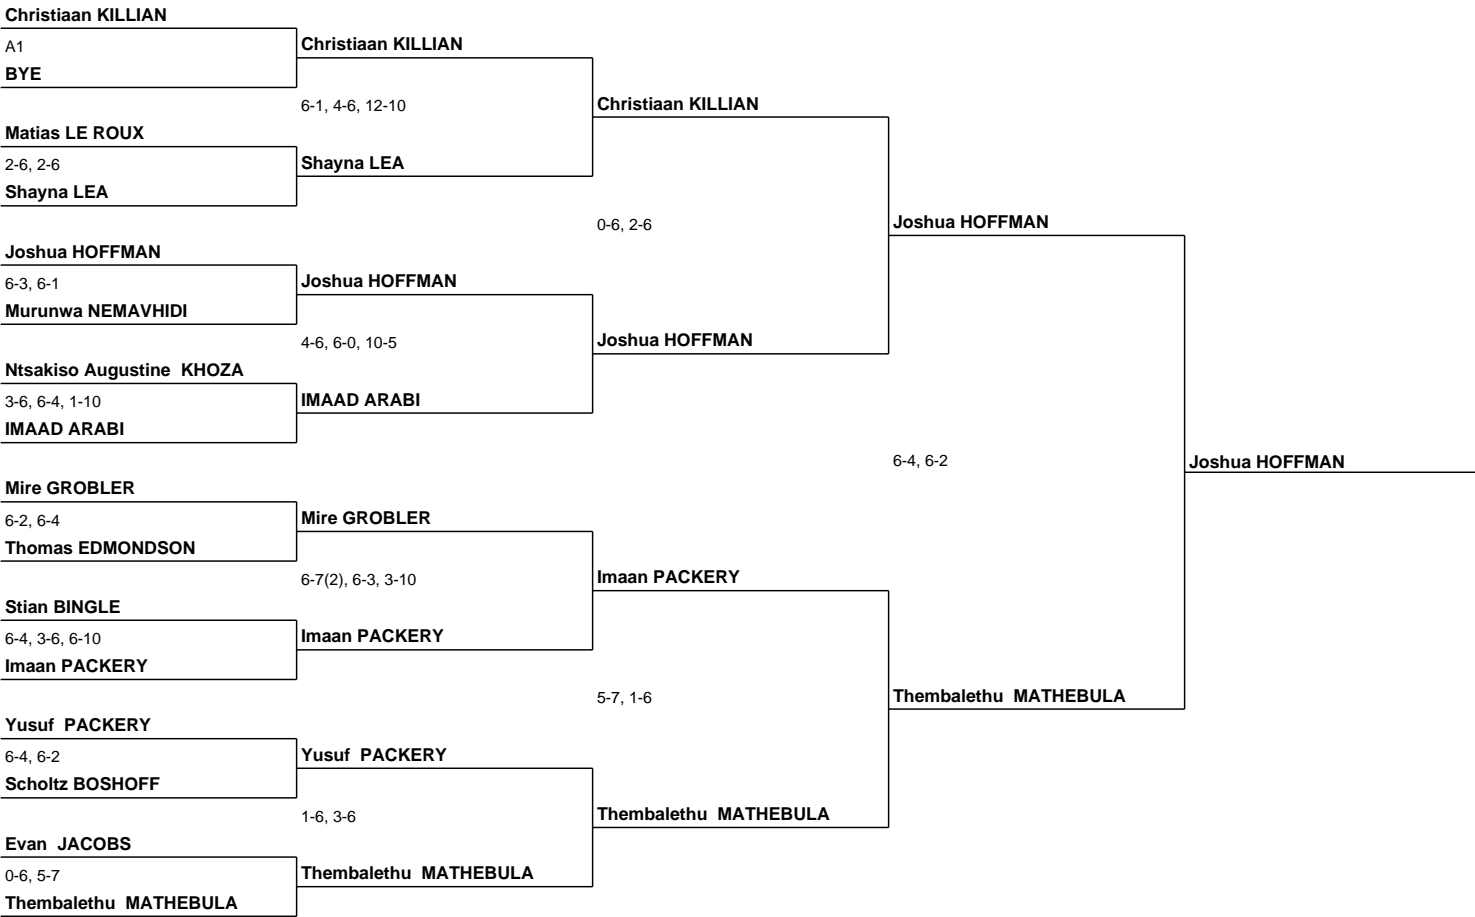 Christiaan KILLIAN
A1
BYE
Matias LE ROUX
2-6, 2-6
Shayna LEA
Joshua HOFFMAN
6-3, 6-1
Murunwa NEMAVHIDI
Ntsakiso Augustine  KHOZA
3-6, 6-4, 1-10
IMAAD ARABI
Mire GROBLER
6-2, 6-4
Thomas EDMONDSON
Stian BINGLE
6-4, 3-6, 6-10
Imaan PACKERY
Yusuf  PACKERY
6-4, 6-2
Scholtz BOSHOFF
Evan  JACOBS
0-6, 5-7
Thembalethu  MATHEBULA
Christiaan KILLIAN
6-1, 4-6, 12-10
Shayna LEA
Joshua HOFFMAN
4-6, 6-0, 10-5
IMAAD ARABI
Mire GROBLER
6-7(2), 6-3, 3-10
Imaan PACKERY
Yusuf  PACKERY
1-6, 3-6
Thembalethu  MATHEBULA
Christiaan KILLIAN
0-6, 2-6
Joshua HOFFMAN
Imaan PACKERY
5-7, 1-6
Thembalethu  MATHEBULA
Joshua HOFFMAN
6-4, 6-2
Thembalethu  MATHEBULA
Joshua HOFFMAN